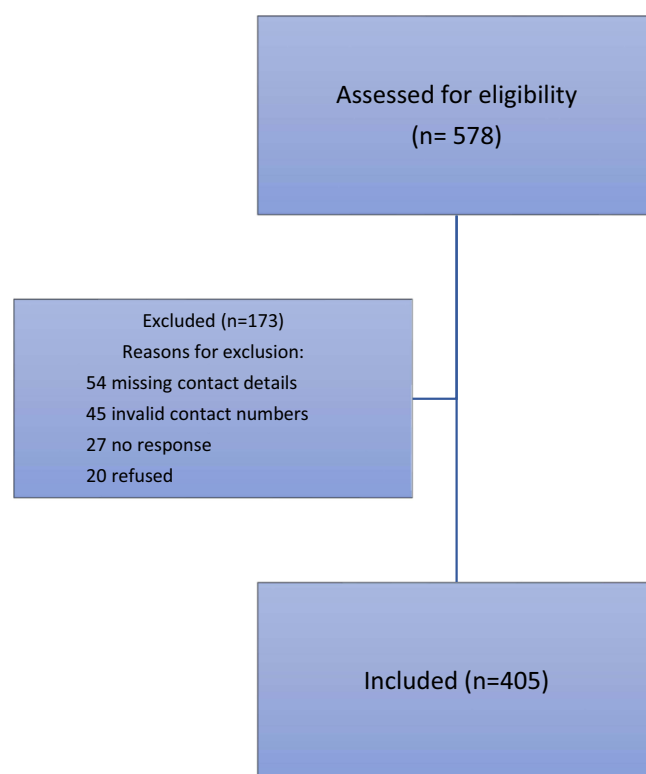 Assessed for eligibility
(n= 578)
Excluded (n=173)
Reasons for exclusion:
54 missing contact details
45 invalid contact numbers
27 no response
20 refused
Included (n=405)